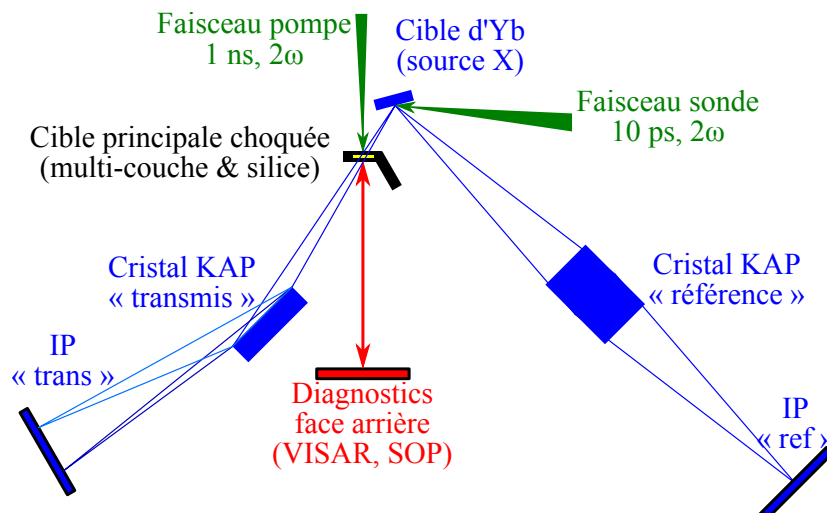 Faisceau pompe
1 ns, 2ω
Cible d'Yb
(source X)
Faisceau sonde
10 ps, 2ω
Cible principale choquée
(multi-couche & silice)
Cristal KAP
« transmis »
Cristal KAP
« référence »
IP
« trans »
Diagnostics
face arrière
(VISAR, SOP)
IP
« ref »